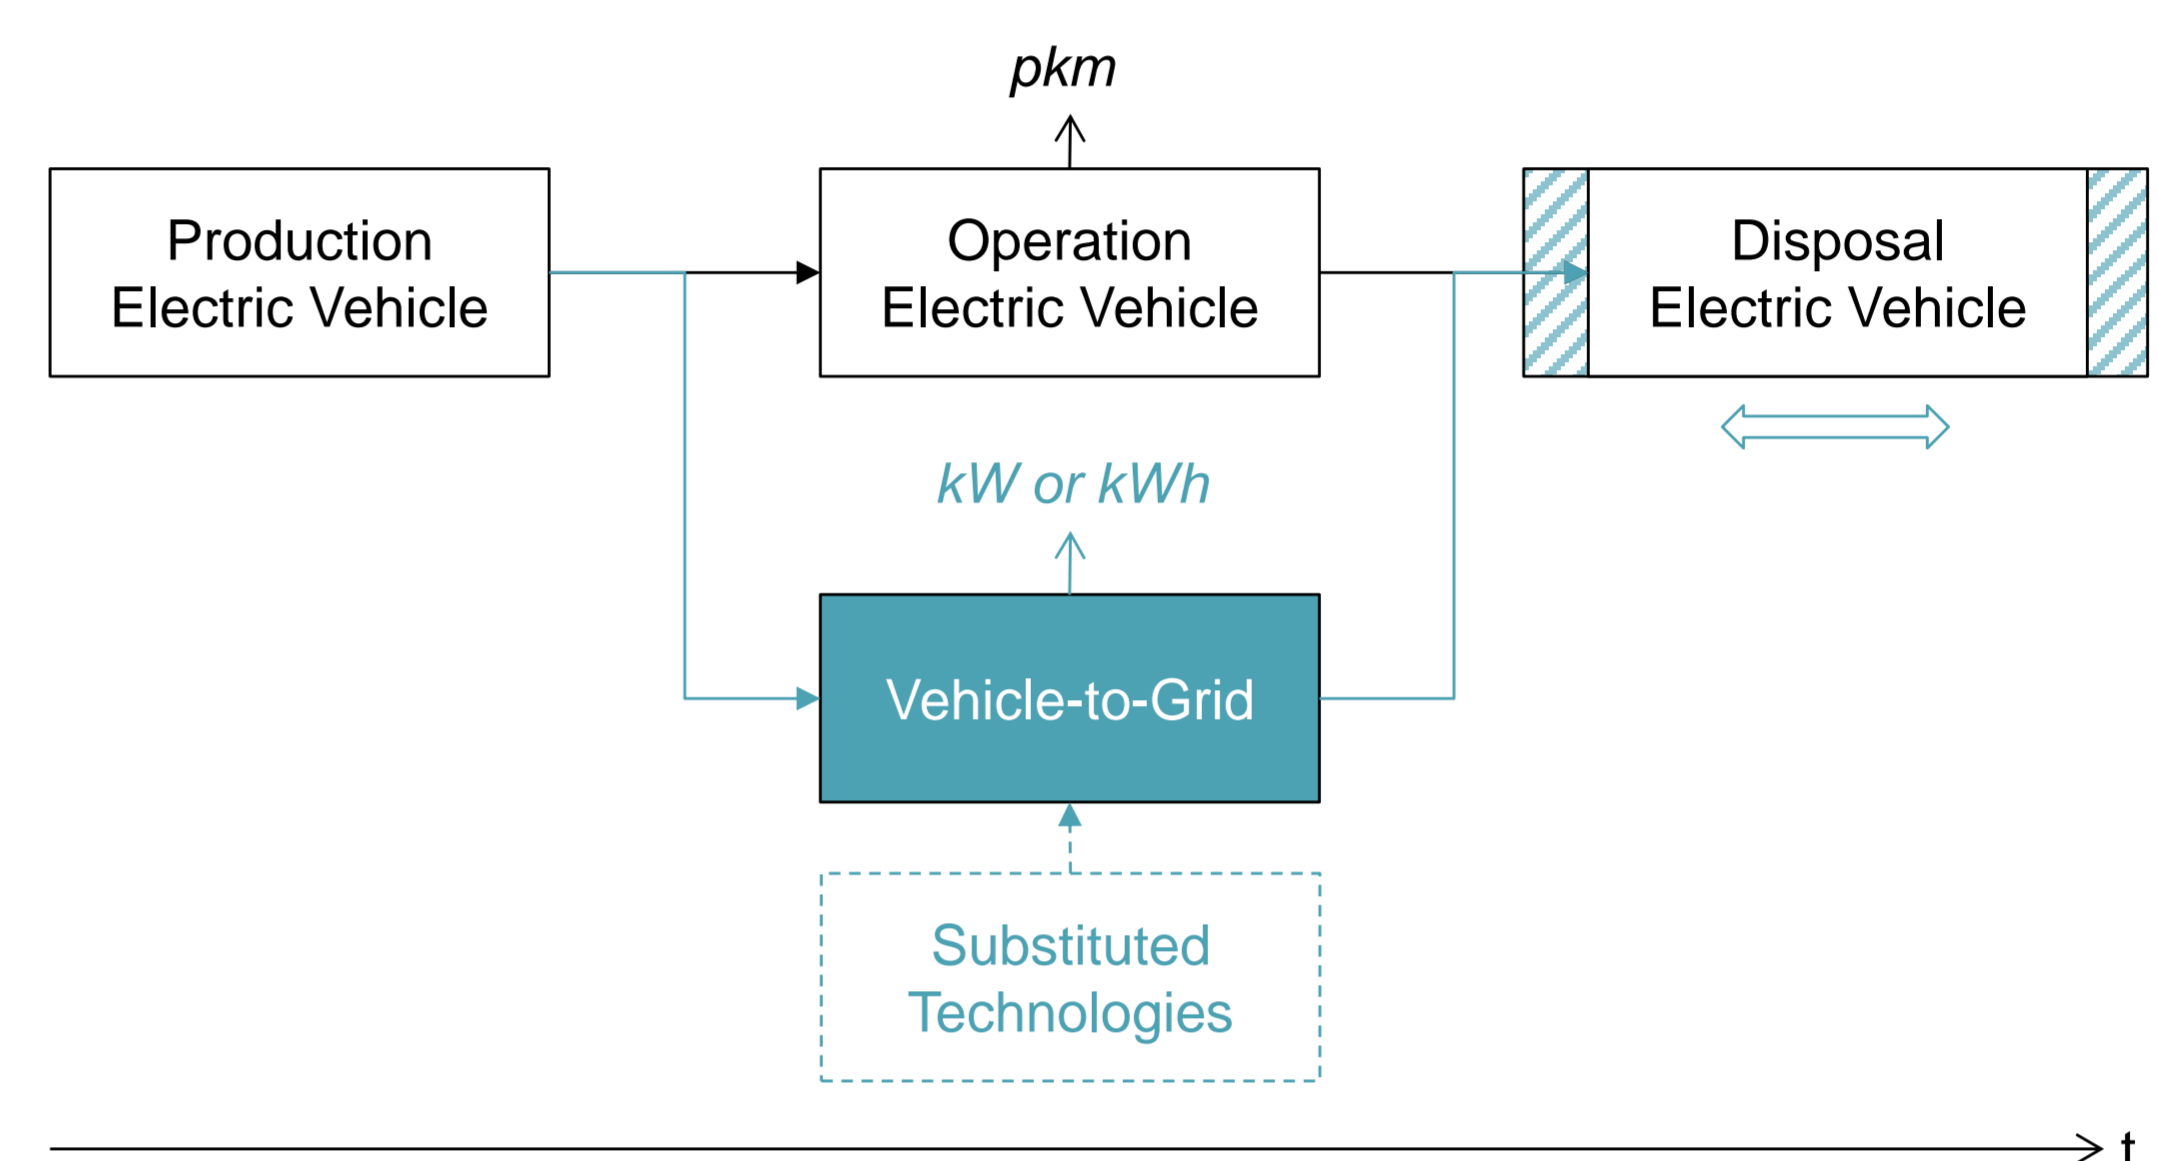 pkm
Production
Electric Vehicle
Operation
Electric Vehicle
Disposal
Electric Vehicle
kW or kWh
Vehicle-to-Grid
Substituted
Technologies
t